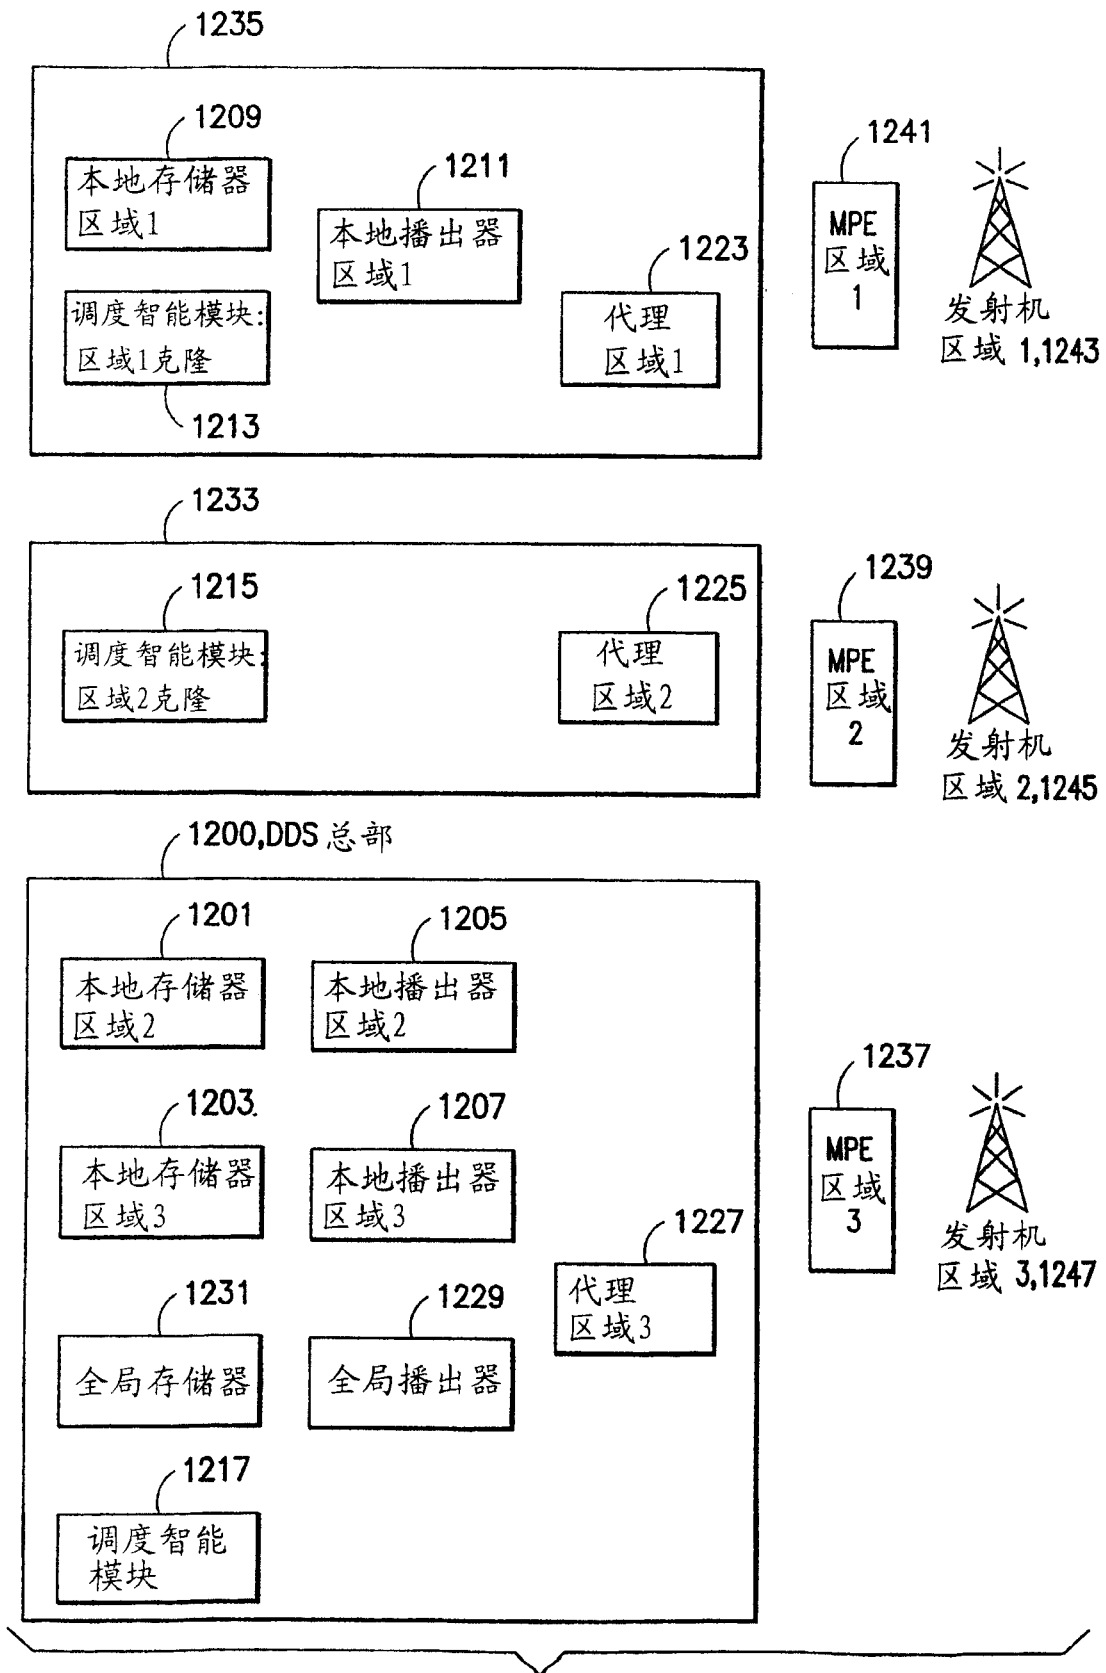 1235
1209
本地存储器
区域1
1211
本地播出器
区域1
调度智能模块:
区域1克隆
1213
1223
代理
区域1
1241
MPE
区域
1
发射机
区域 1,1243
1233
1215
调度智能模块:
区域2克隆
1225
代理
区域2
1239
MPE
区域
2
发射机
区域 2,1245
1200,DDS 总部
1201
本地存储器
区域2
1205
本地播出器
区域2
1203
本地存储器
区域3
1207
本地播出器
区域3
1227
代理
区域3
1231
全局存储器
1229
全局播出器
1217
调度智能
模块
1237
MPE
区域
3
发射机
区域 3,1247